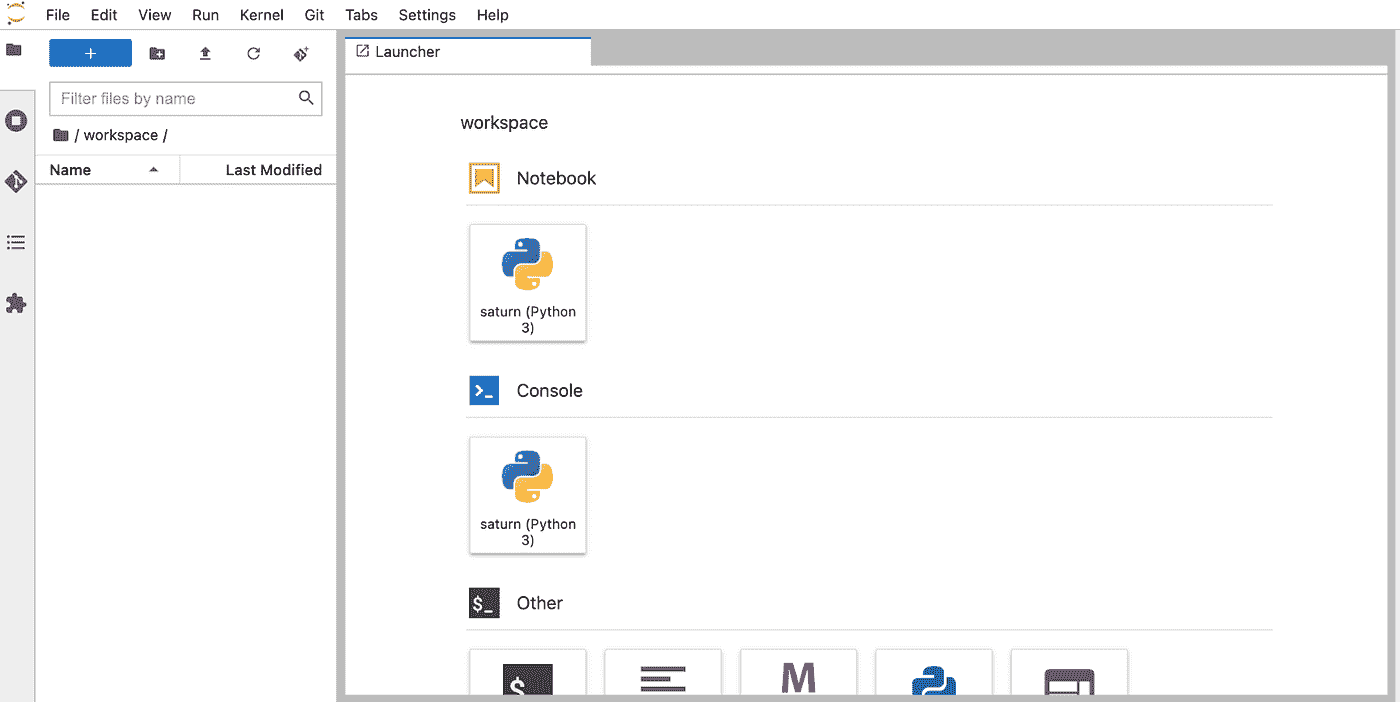 File Edit View Run Kernel Git Tabs Settings Help
+
Launcher
Filter files by name
/ workspace /
Name Last Modified
workspace
Notebook
saturn (Python
3)
Console
saturn (Python
3)
$_ Other
$ M